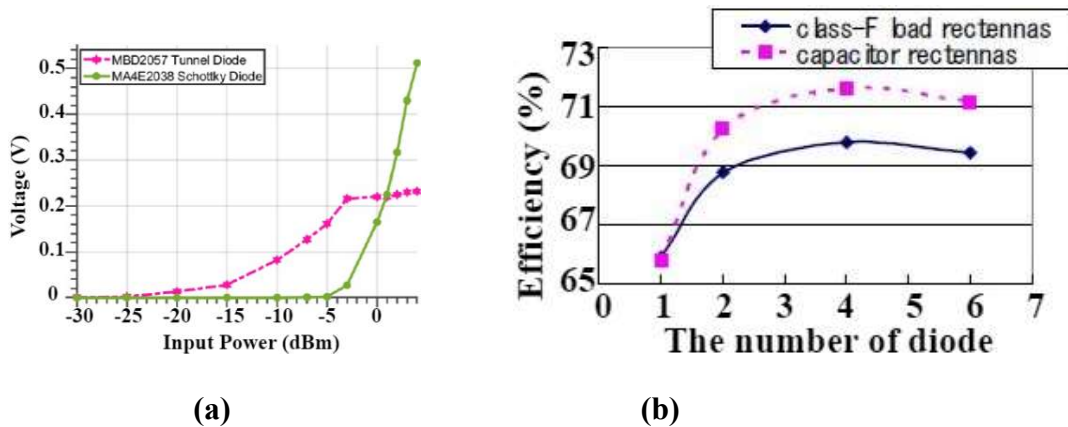 MBD2057 Tunnel Diode
MA4E2038 Schottky Diode
0.5
0.4
0.3
0.2
0.1
0
-30 -25 -20 -15 -10 -5 0
Voltage (V)
Input Power (dBm)
(a)
class-F load rectennas
capacitor rectennas
73
71
69
67
65
0 1 2 3 4 5 6 7
Efficiency (%)
The number of diode
(b)